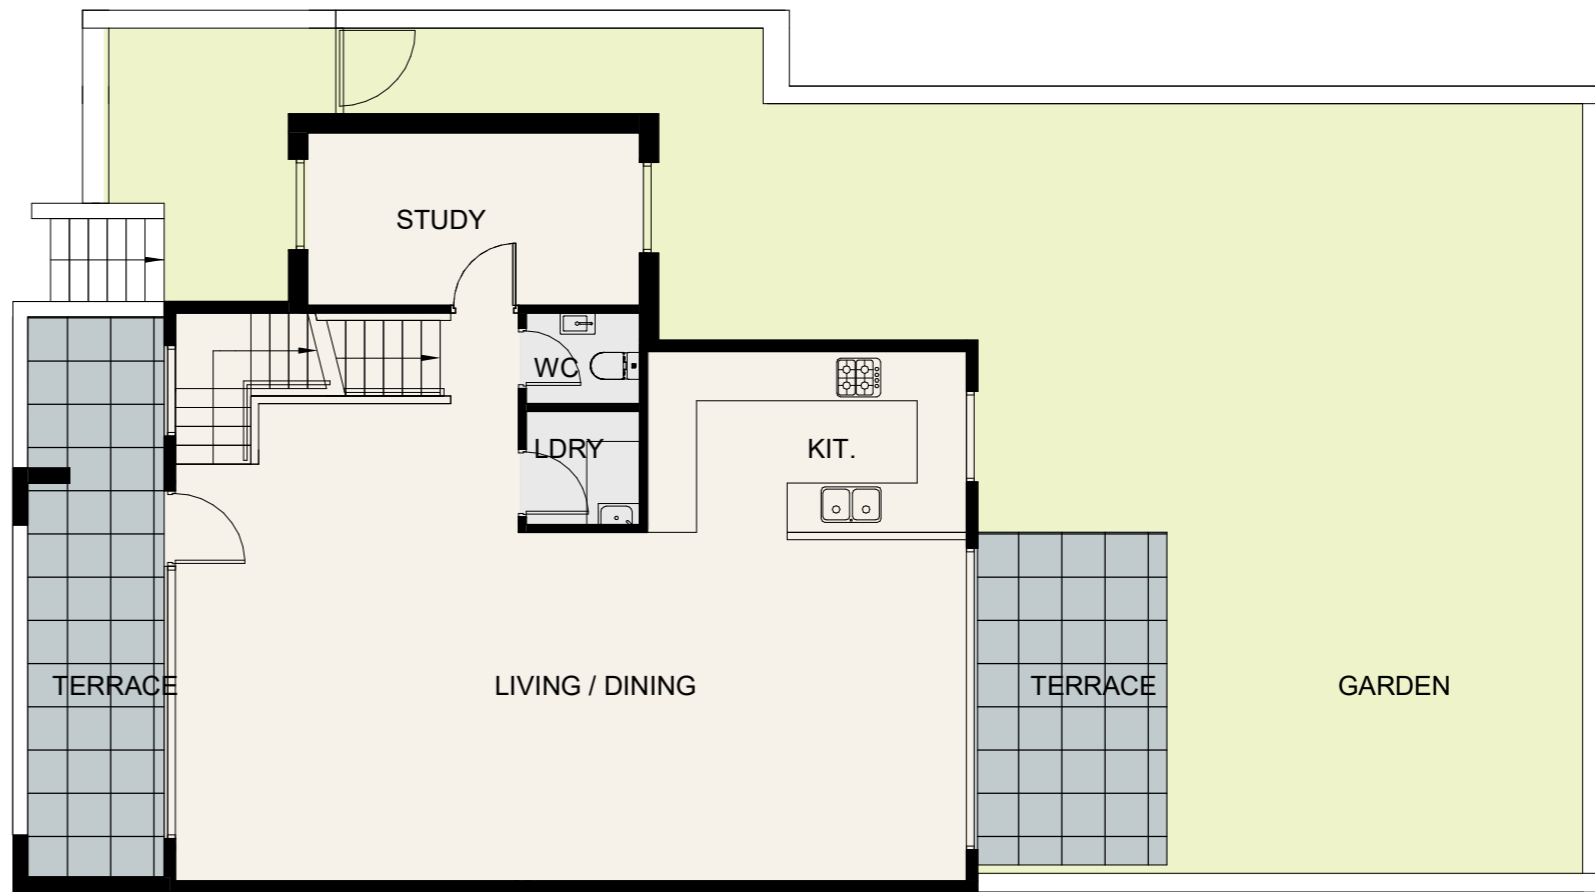 STUDY
WC
LDRY
KIT.
TERRACE
LIVING / DINING
TERRACE
GARDEN